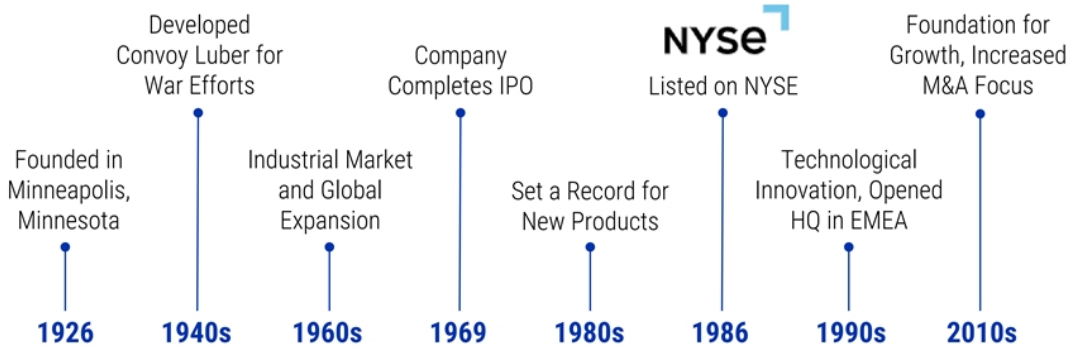 Founded in
Minneapolis,
Minnesota
1926
Developed
Convoy Luber for
War Efforts
1940s
Industrial Market
and Global
Expansion
1960s
Company
Completes IPO
1969
Set a Record for
New Products
1980s
NYSE
Listed on NYSE
1986
Technological
Innovation, Opened
HQ in EMEA
1990s
Foundation for
Growth, Increased
M&A Focus
2010s